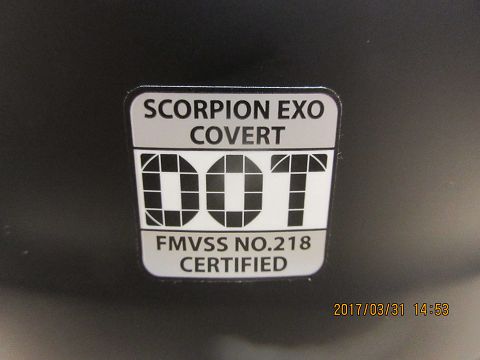 SCORPION EXO
COVERT
DOT
FMVSS NO.218
CERTIFIED
2017/03/31 14:53